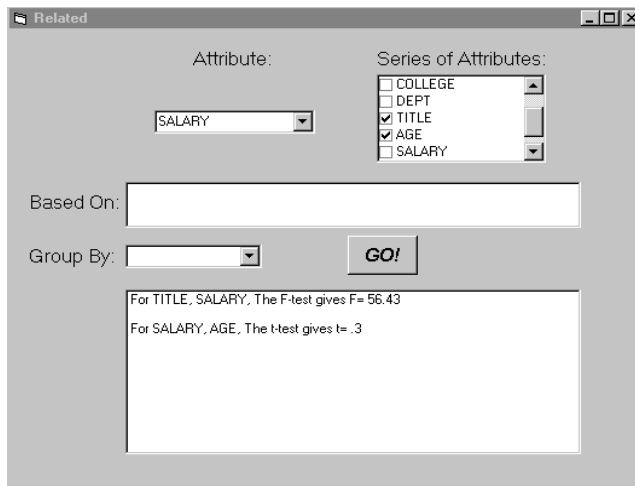 Related
Attribute:
Series of Attributes:
SALARY
COLLEGE
DEPT
TITLE
AGE
SALARY
Based On:
Group By:
GO!
For TITLE, SALARY, The F-test gives F= 56.43
For SALARY, AGE, The t-test gives t= .3